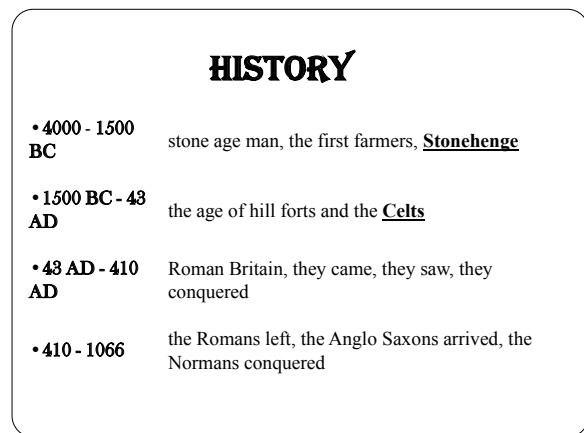 HISTORY
• 4000 - 1500
BC
stone age man, the first farmers, Stonehenge
• 1500 BC - 43
AD
the age of hill forts and the Celts
• 43 AD - 410
AD
Roman Britain, they came, they saw, they
conquered
• 410 - 1066
the Romans left, the Anglo Saxons arrived, the
Normans conquered